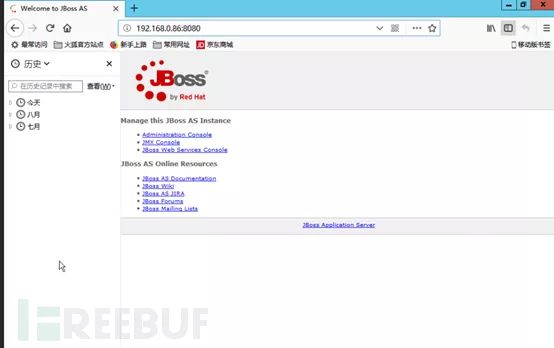 Welcome to JBoss AS
192.168.0.86:8080
最常访问 火狐官方站点 新手上路 常用网址 JD 京东商城 移动版书签
历史
在历史记录中搜索 查看(W)
今天
八月
七月
JBoss
by Red Hat
Manage this JBoss AS Instance
Administration Console
JMX Console
JBoss Web Services Console
JBoss AS Online Resources
JBoss AS Documentation
JBoss Wiki
JBoss AS JIRA
JBoss Forums
JBoss Mailing Lists
JBoss Application Server
FREEBUF